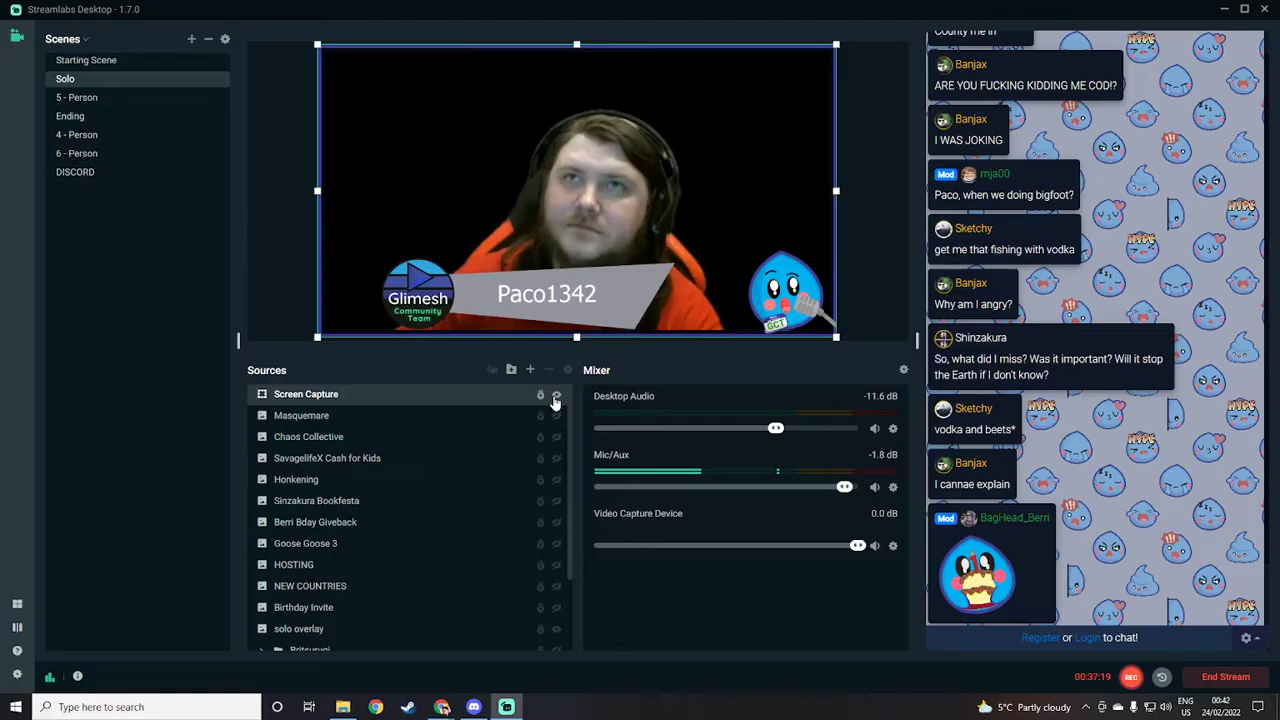 Streamlabs Desktop - 1.7.0
Scenes
Starting Scene
Solo
5 - Person
Ending
4 - Person
6 - Person
DISCORD
Glimesh
Community
Team
Paco1342
GCT
Sources
Screen Capture
Masquemare
Chaos Collective
SavagelifeX Cash for Kids
Honkening
Sinzakura Bookfesta
Berri Bday Giveback
Goose Goose 3
HOSTING
NEW COUNTRIES
Birthday Invite
solo overlay
Britsurugi
Mixer
Desktop Audio -11.6 dB
Mic/Aux -1.8 dB
Video Capture Device 0.0 dB
County me in
Banjax
ARE YOU FUCKING KIDDING ME COD!?
Banjax
I WAS JOKING
Mod mja00
Paco, when we doing bigfoot?
Sketchy
get me that fishing with vodka
Banjax
Why am I angry?
Shinzakura
So, what did I miss? Was it important? Will it stop
the Earth if I don't know?
Sketchy
vodka and beets*
Banjax
I cannae explain
Mod BagHead_Berri
HYPE
Register or Login to chat!
00:37:19 REC End Stream
Type here to search
5°C Partly cloudy
ENG
US
00:42
24/02/2022